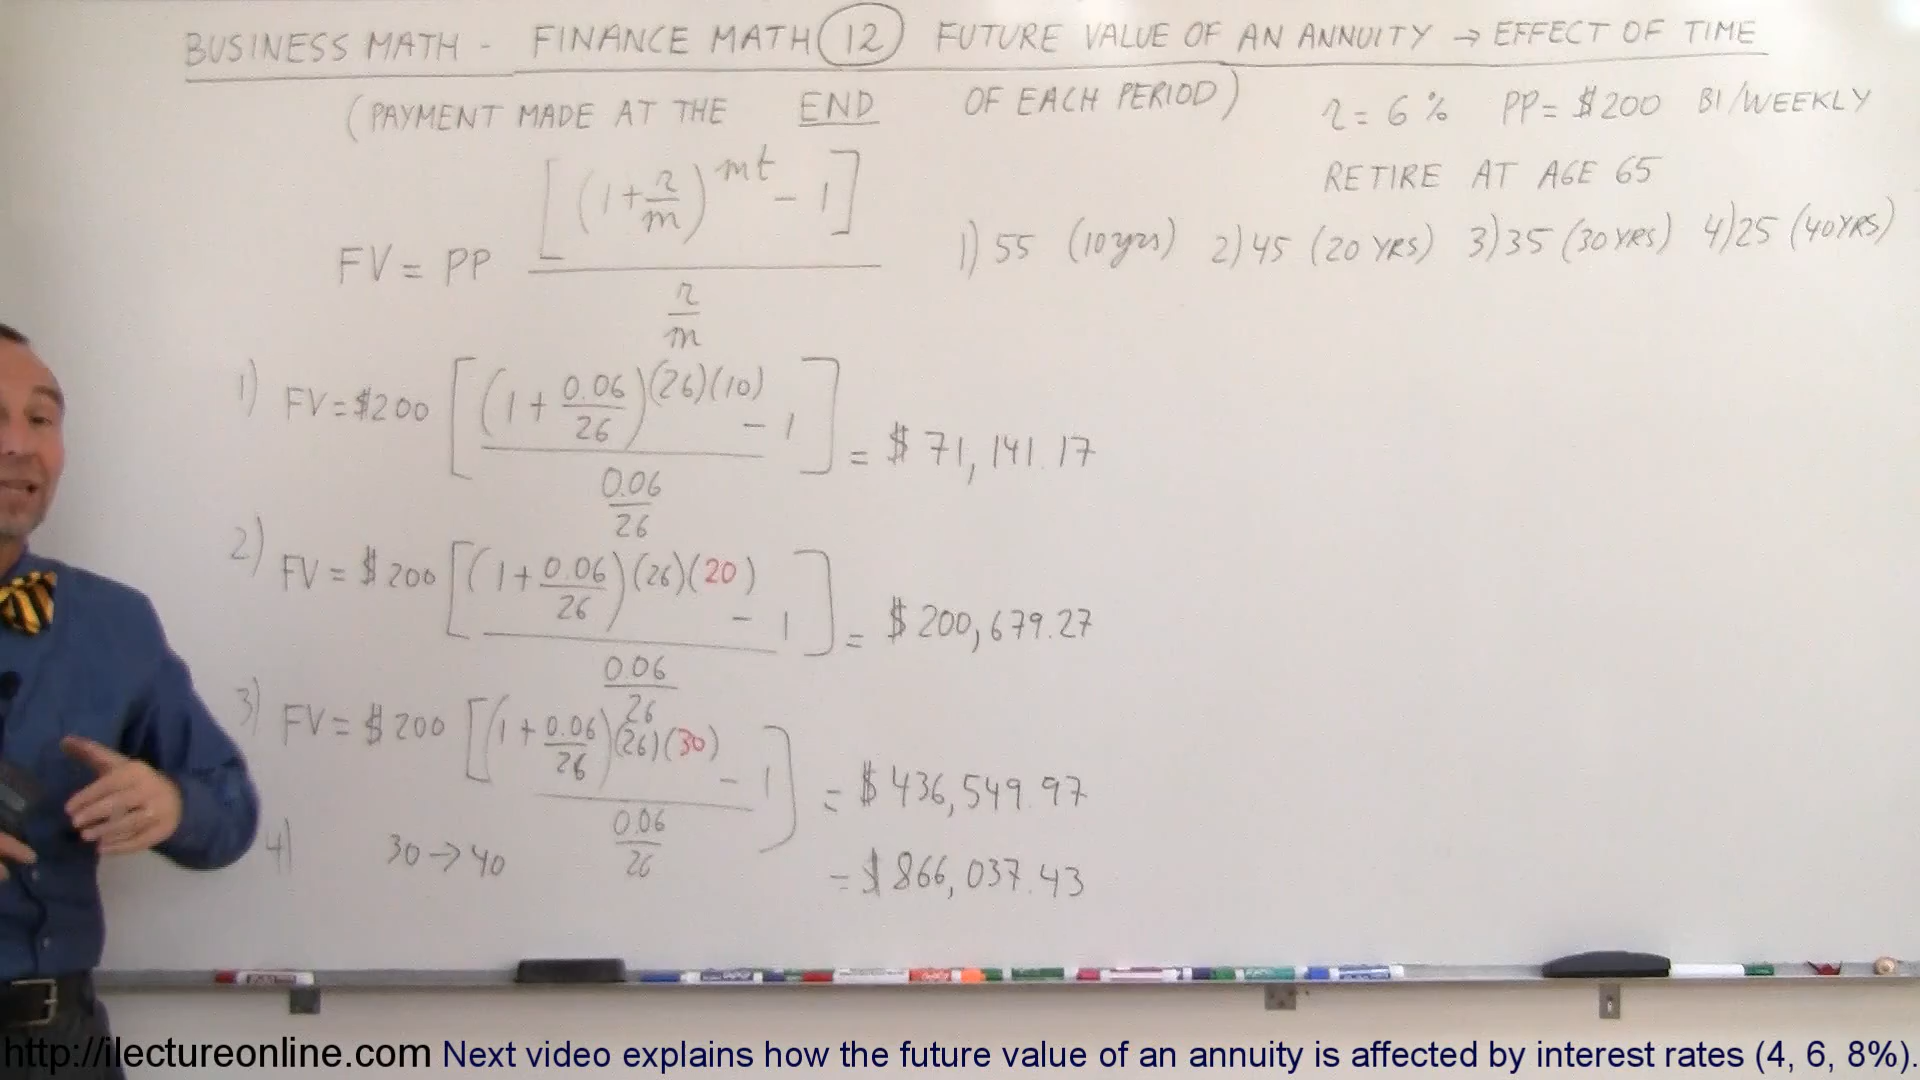 BUSINESS MATH - FINANCE MATH 12 FUTURE VALUE OF AN ANNUITY → EFFECT OF TIME
(PAYMENT MADE AT THE END OF EACH PERIOD)
r = 6% PP = $200 BI/WEEKLY
RETIRE AT AGE 65
1) 55 (10yrs) 2) 45 (20 YRS) 3) 35 (30 YRS) 4) 25 (40 YRS)
FV = PP [(1 + r/m)^mt - 1] / (r/m)
1) FV = $200 [((1 + 0.06/26)^(26)(10) - 1) / (0.06/26)] = $71,141.17
2) FV = $200 [((1 + 0.06/26)^(26)(20) - 1) / (0.06/26)] = $200,679.27
3) FV = $200 [((1 + 0.06/26)^(26)(30) - 1) / (0.06/26)] = $436,549.97
4) 30 → 40 = $866,037.43
http://ilectureonline.com Next video explains how the future value of an annuity is affected by interest rates (4, 6, 8%).